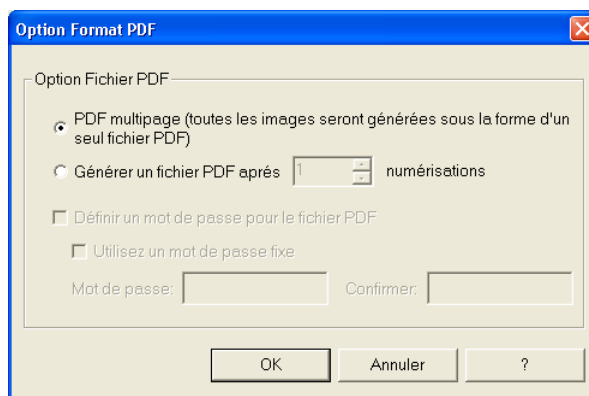 Option Format PDF
Option Fichier PDF
PDF multipage (toutes les images seront générées sous la forme d'un
seul fichier PDF)
Générer un fichier PDF aprés 1 numérisations
Définir un mot de passe pour le fichier PDF
Utilisez un mot de passe fixe
Mot de passe: Confirmer:
OK Annuler ?